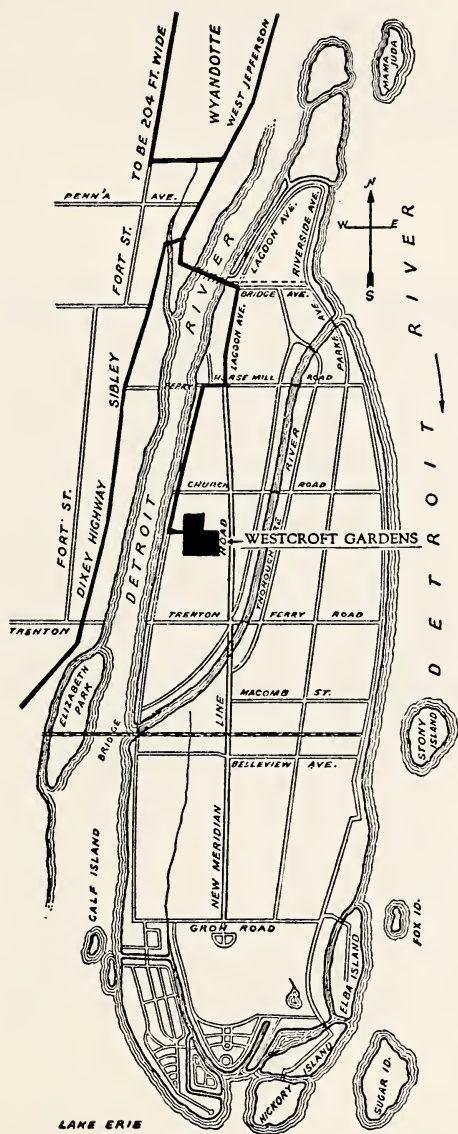 TO BE 204 FT. WIDE
WYANDOTTE
WEST JEFFERSON
MAMA
JUDA
PENN'A AVE.
FORT ST.
N
W E
S
LAGOON AVE.
RIVERSIDE AVE.
BRIDGE AVE.
PARKE AVE
RIVER
LAGOON AVE.
SIBLEY
FERRY
HORSE MILL ROAD
DETROIT RIVER
DETROIT
CHURCH ROAD
FORT ST.
DIXEY HIGHWAY
WESTCROFT GARDENS
ROAD
THOROUGHFARE
RIVER
TRENTON
TRENTON FERRY ROAD
ELIZABETH
PARK
MACOMB ST.
LINE
BRIDGE
BELLEVIEW AVE.
STONY
ISLAND
NEW MERIDIAN
CALF ISLAND
GROH ROAD
FOX ID.
ELBA ISLAND
HICKORY
ISLAND
SUGAR ID.
LAKE ERIE